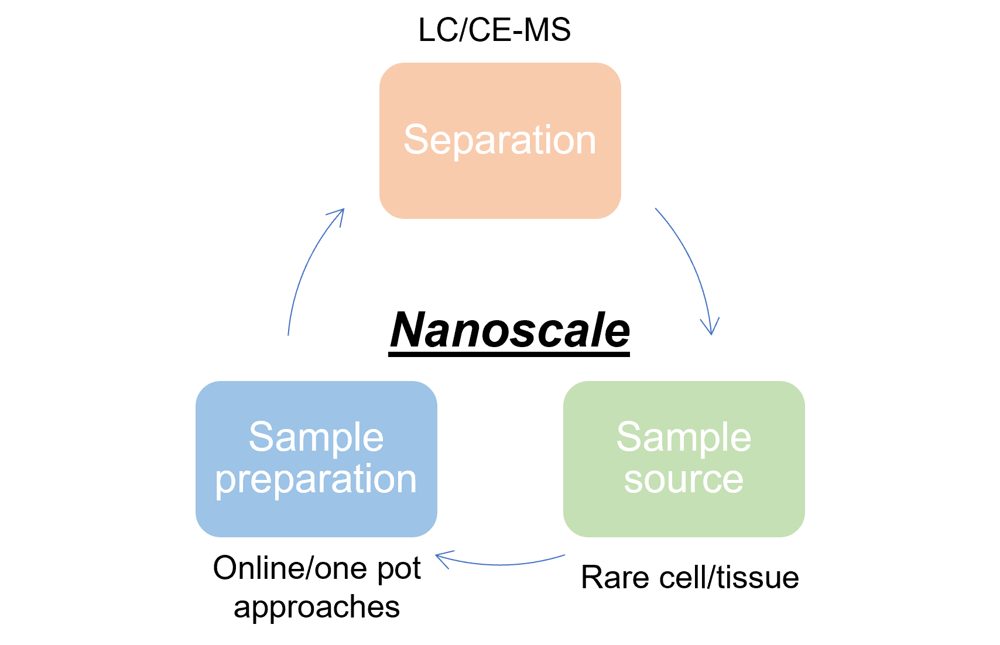 LC/CE-MS
Separation
Nanoscale
Sample
preparation
Sample
source
Online/one pot
approaches
Rare cell/tissue